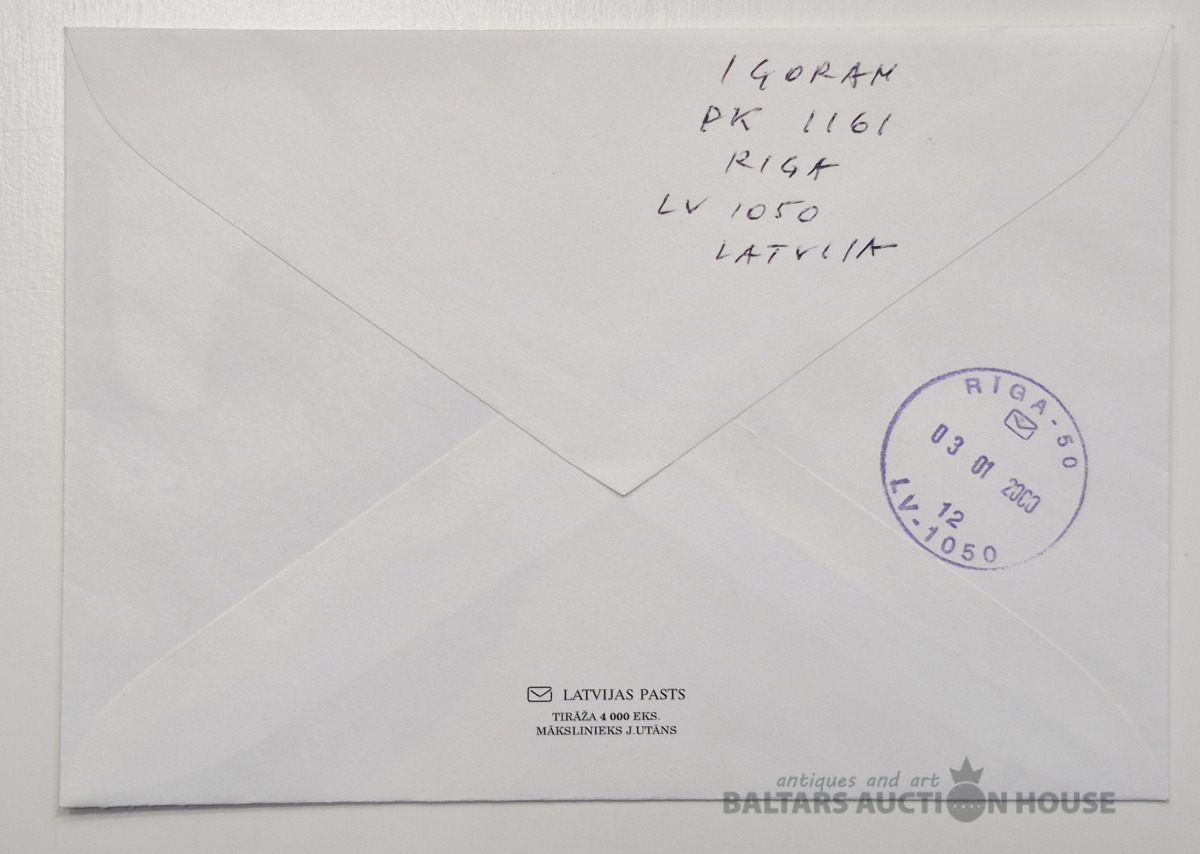 IGORAM
PK 1161
RIGA
LV 1050
LATVIJA
RĪGA-50
03 01 2000
12
LV-1050
LATVIJAS PASTS
TIRĀŽA 4 000 EKS.
MĀKSLINIEKS J.UTĀNS
antiques and art
BALTARS AUCTION HOUSE